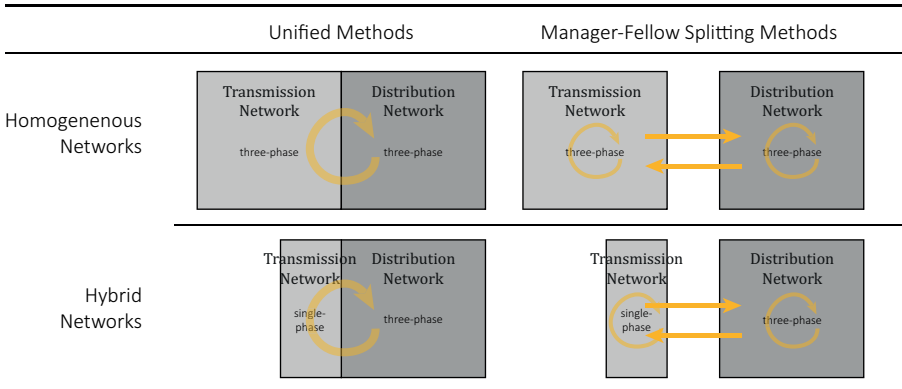 Unified Methods
Manager-Fellow Splitting Methods
Homogenenous
Networks
Transmission
Network
three-phase
Distribution
Network
three-phase
Transmission
Network
three-phase
Distribution
Network
three-phase
Hybrid
Networks
Transmission
Network
single-
phase
Distribution
Network
three-phase
Transmission
Network
single-
phase
Distribution
Network
three-phase